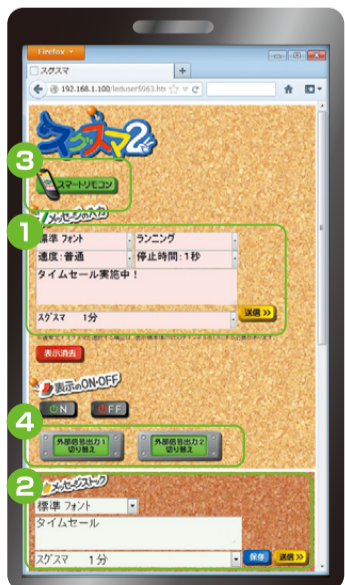 Firefox
スグスマ
192.168.1.100/leduser5963.ht
スグスマ2
3
スマートリモコン
メッセージの入力
1
標準 フォント
ランニング
速度:普通
停止時間:1秒
タイムセール実施中!
スグスマ 1分
送信
表示消去
表示のON・OFF
ON
OFF
4
外部信号出力1
切り替え
外部信号出力2
切り替え
2
メッセージストック
標準 フォント
タイムセール
スグスマ 1分
保存
送信